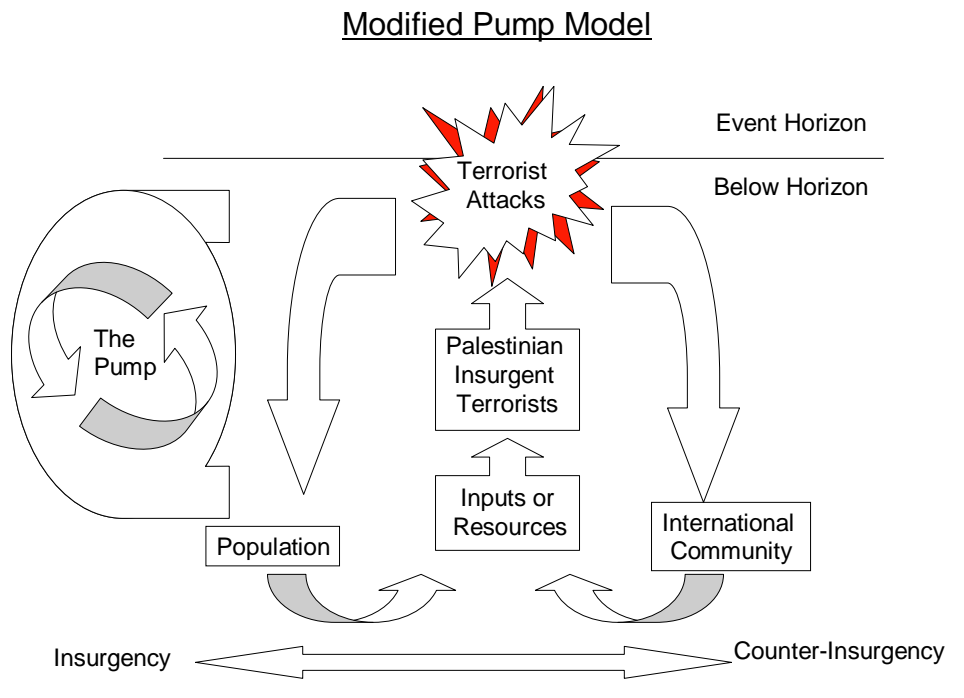 Modified Pump Model
Event Horizon
Terrorist
Attacks
Below Horizon
The
Pump
Palestinian
Insurgent
Terrorists
Inputs or
Resources
Population
International
Community
Insurgency
Counter-Insurgency